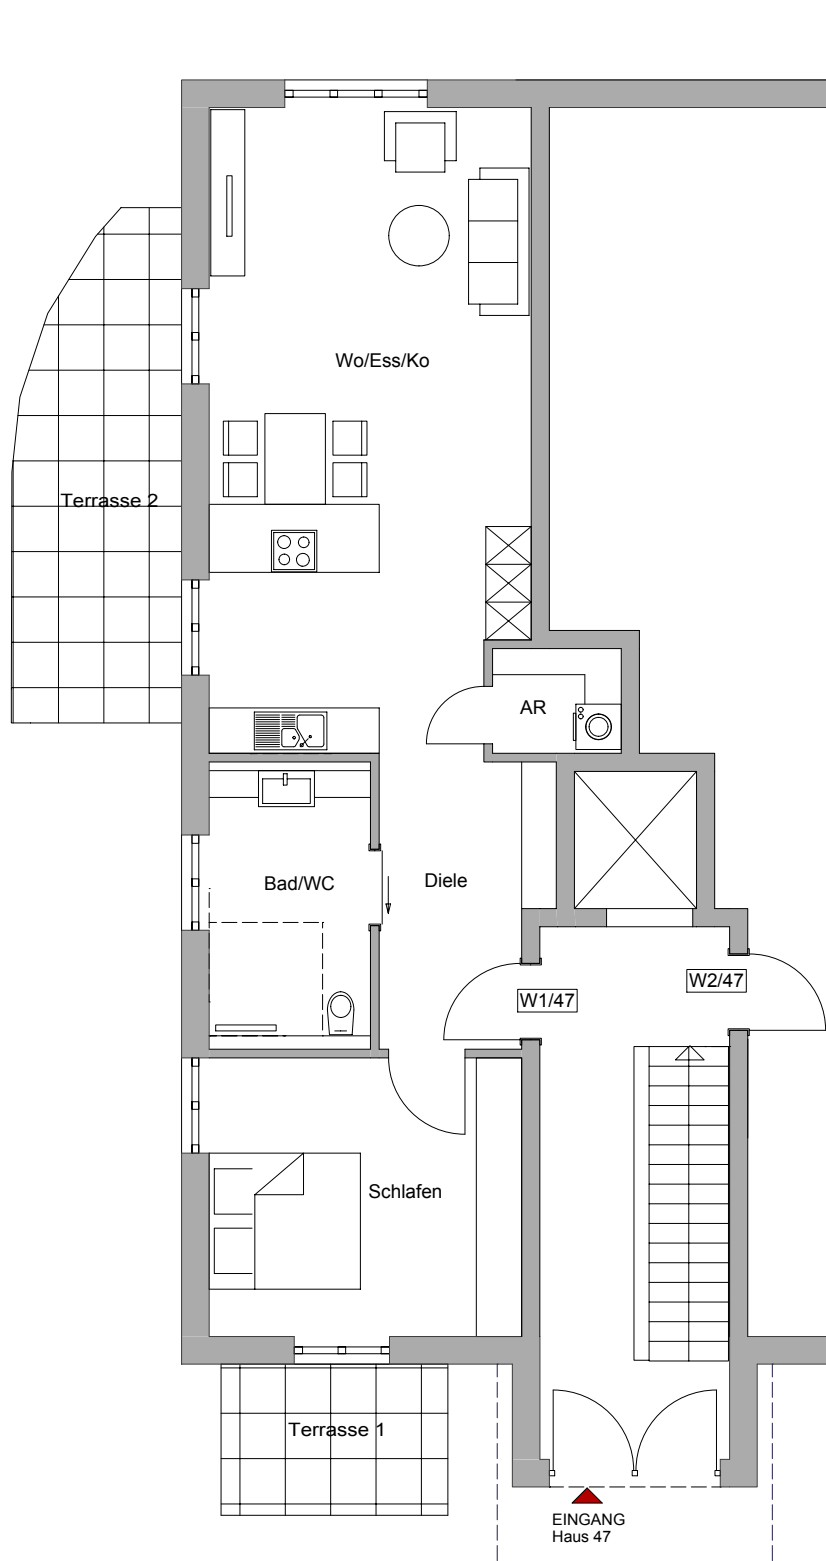 Wo/Ess/Ko
Terrasse 2
AR
Bad/WC
Diele
W1/47
W2/47
Schlafen
Terrasse 1
EINGANG
Haus 47